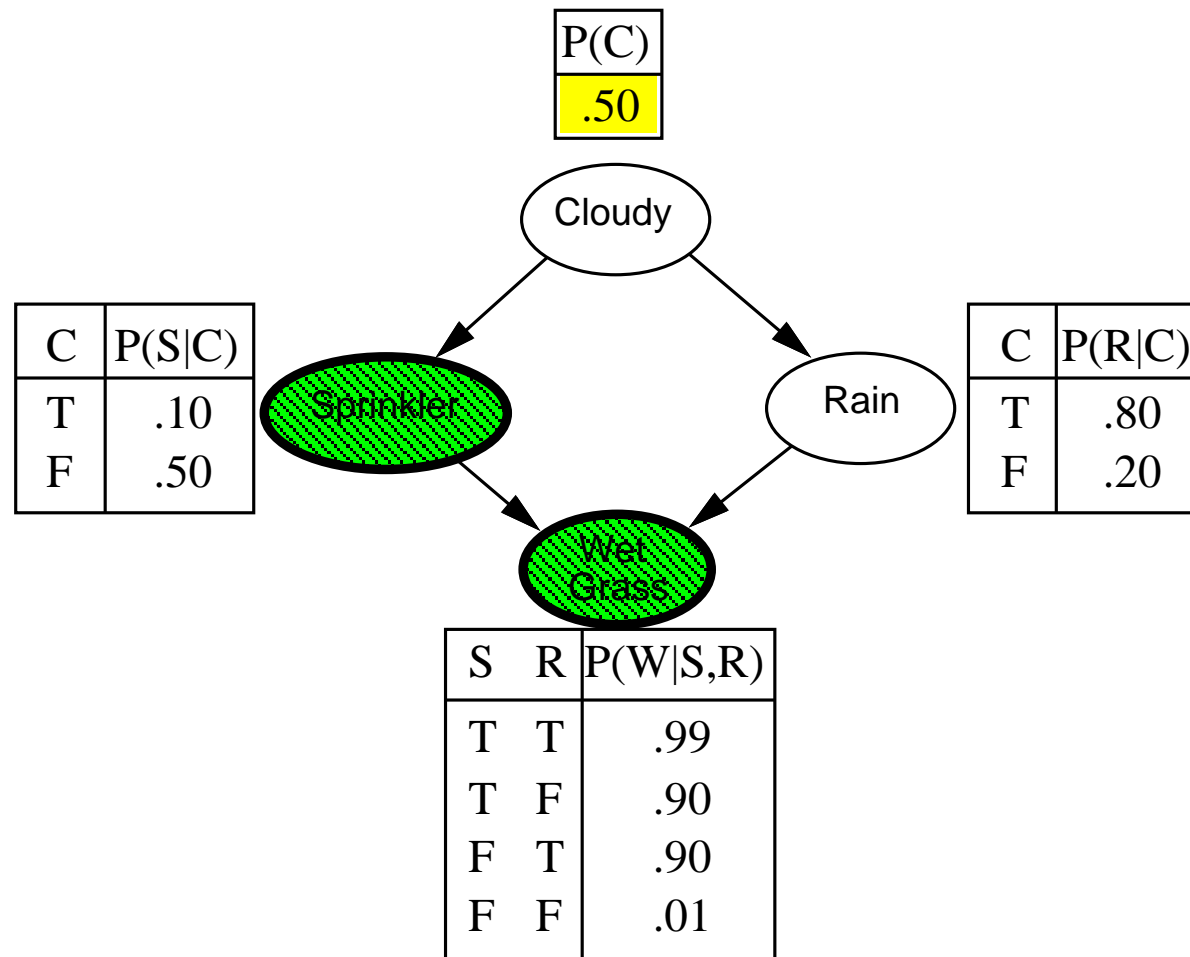 P(C)
.50
Cloudy
C P(S|C)
T .10
F .50
Sprinkler
Rain
C P(R|C)
T .80
F .20
Wet
Grass
S R P(W|S,R)
T T .99
T F .90
F T .90
F F .01